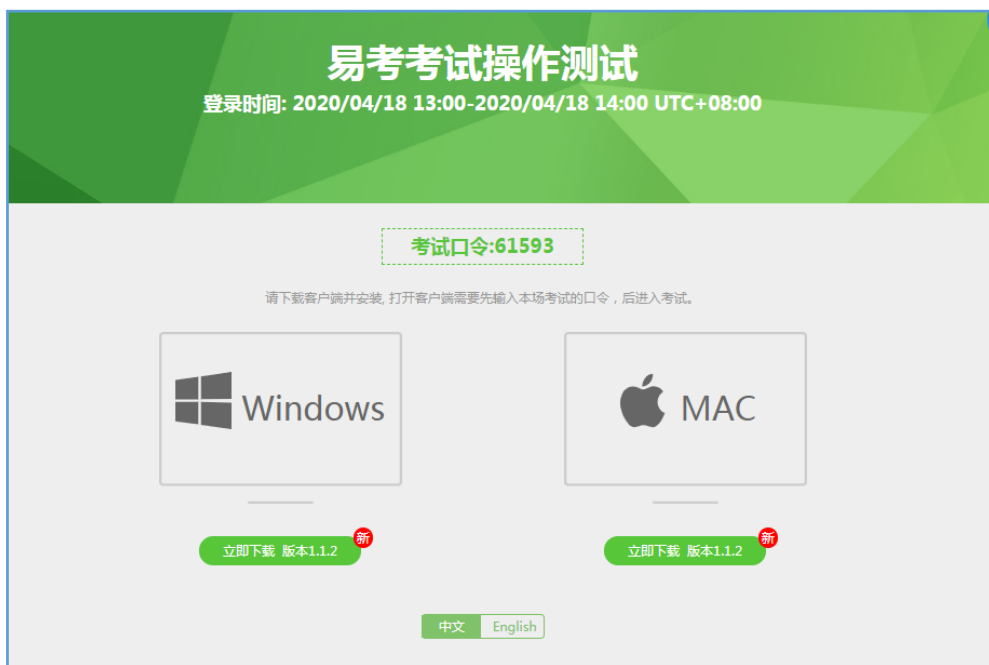 易考考试操作测试
登录时间: 2020/04/18 13:00-2020/04/18 14:00 UTC+08:00
考试口令:61593
请下载客户端并安装, 打开客户端需要先输入本场考试的口令，后进入考试。
Windows
MAC
立即下载 版本1.1.2
新
立即下载 版本1.1.2
新
中文
English